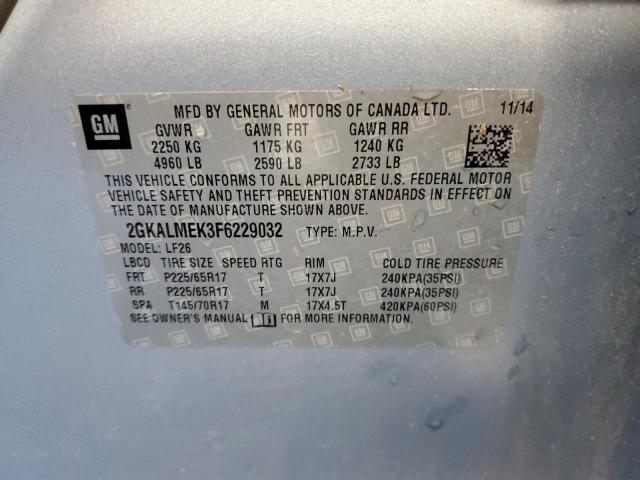 GM ® MFD BY GENERAL MOTORS OF CANADA LTD. 11/14
GVWR GAWR FRT GAWR RR
2250 KG 1175 KG 1240 KG
4960 LB 2590 LB 2733 LB
THIS VEHICLE CONFORMS TO ALL APPLICABLE U.S. FEDERAL MOTOR
VEHICLE SAFETY AND THEFT PREVENTION STANDARDS IN EFFECT ON
THE DATE OF MANUFACTURE SHOWN ABOVE.
2GKALMEK3F6229032 TYPE: M.P.V.
MODEL: LF26
LBCD TIRE SIZE SPEED RTG RIM COLD TIRE PRESSURE
FRT P225/65R17 T 17X7J 240KPA(35PSI)
RR P225/65R17 T 17X7J 240KPA(35PSI)
SPA T145/70R17 M 17X4.5T 420KPA(60PSI)
SEE OWNER'S MANUAL FOR MORE INFORMATION.